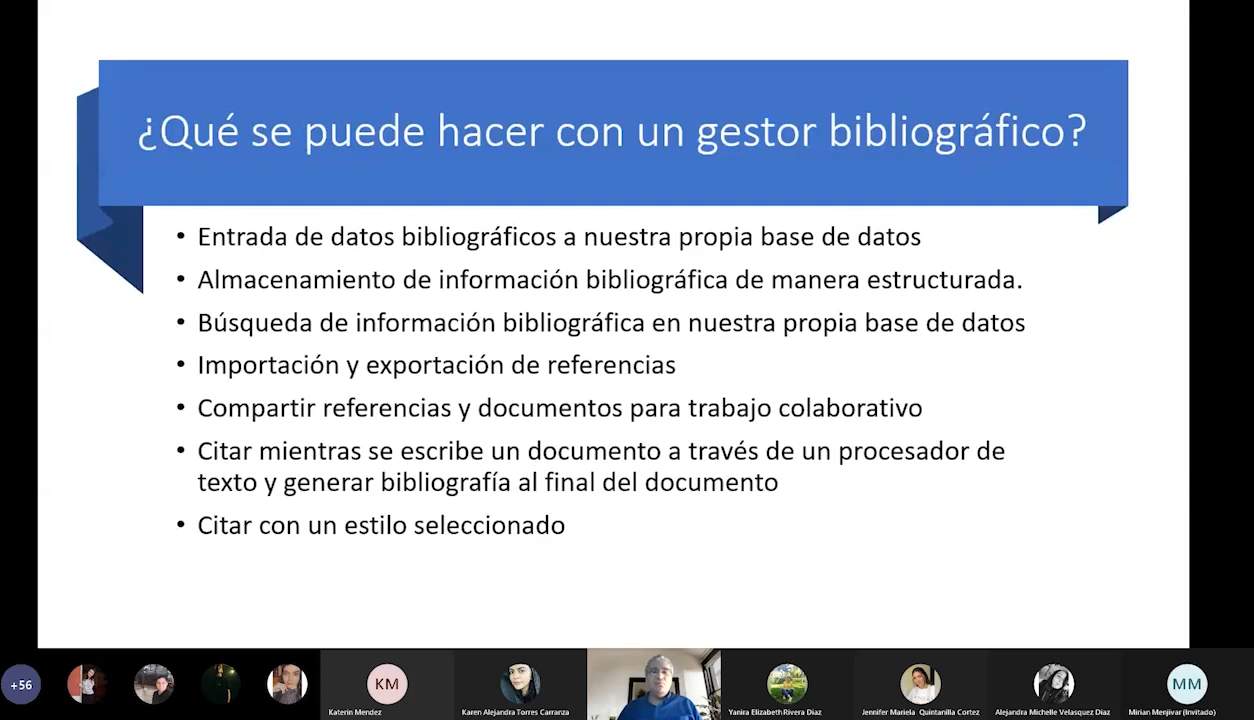 ¿Qué se puede hacer con un gestor bibliográfico?
• Entrada de datos bibliográficos a nuestra propia base de datos
• Almacenamiento de información bibliográfica de manera estructurada.
• Búsqueda de información bibliográfica en nuestra propia base de datos
• Importación y exportación de referencias
• Compartir referencias y documentos para trabajo colaborativo
• Citar mientras se escribe un documento a través de un procesador de
texto y generar bibliografía al final del documento
• Citar con un estilo seleccionado
+56
KM
MM
Katerin Mendez
Karen Alejandra Torres Carranza
Yanira Elizabeth Rivera Diaz
Jennifer Mariela Quintanilla Cortez
Alejandra Michelle Velasquez Diaz
Mirian Menjivar (Invitado)